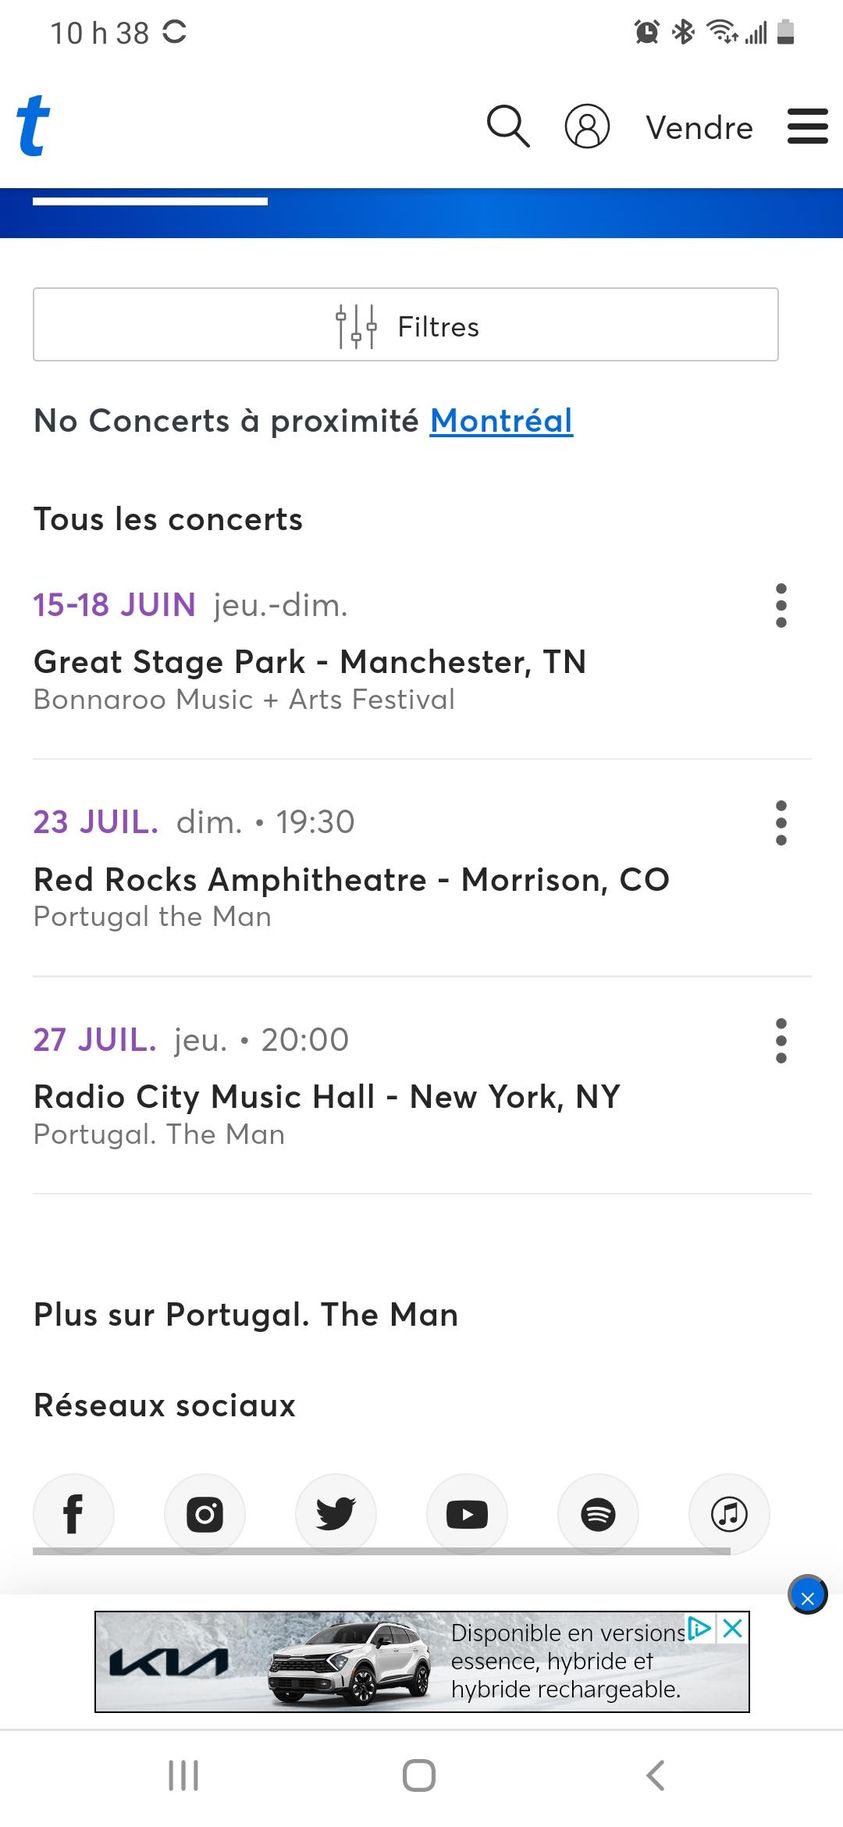 10 h 38
t
Vendre
Filtres
No Concerts à proximité Montréal
Tous les concerts
15-18 JUIN jeu.-dim.
Great Stage Park - Manchester, TN
Bonnaroo Music + Arts Festival
23 JUIL. dim. • 19:30
Red Rocks Amphitheatre - Morrison, CO
Portugal the Man
27 JUIL. jeu. • 20:00
Radio City Music Hall - New York, NY
Portugal. The Man
Plus sur Portugal. The Man
Réseaux sociaux
KIA
Disponible en versions
essence, hybride et
hybride rechargeable.